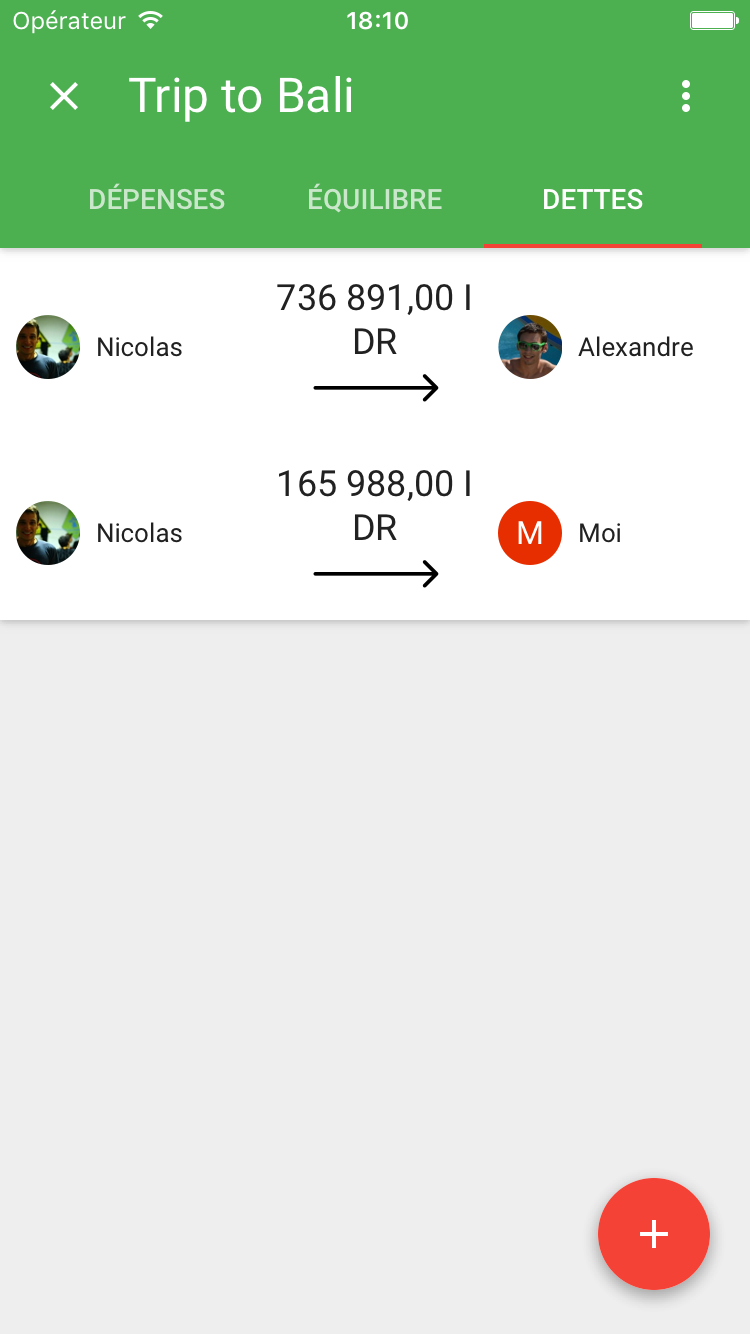 Opérateur 18:10
Trip to Bali
DÉPENSES ÉQUILIBRE DETTES
736 891,00 I
DR
Nicolas Alexandre
165 988,00 I
DR
Nicolas M Moi